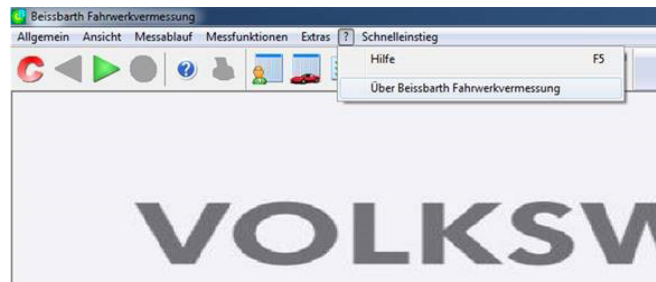 Beissbarth Fahrwerkvermessung
Allgemein Ansicht Messablauf Messfunktionen Extras ? Schnelleinstieg
Hilfe F5
Über Beissbarth Fahrwerkvermessung
C ?
VOLKSW